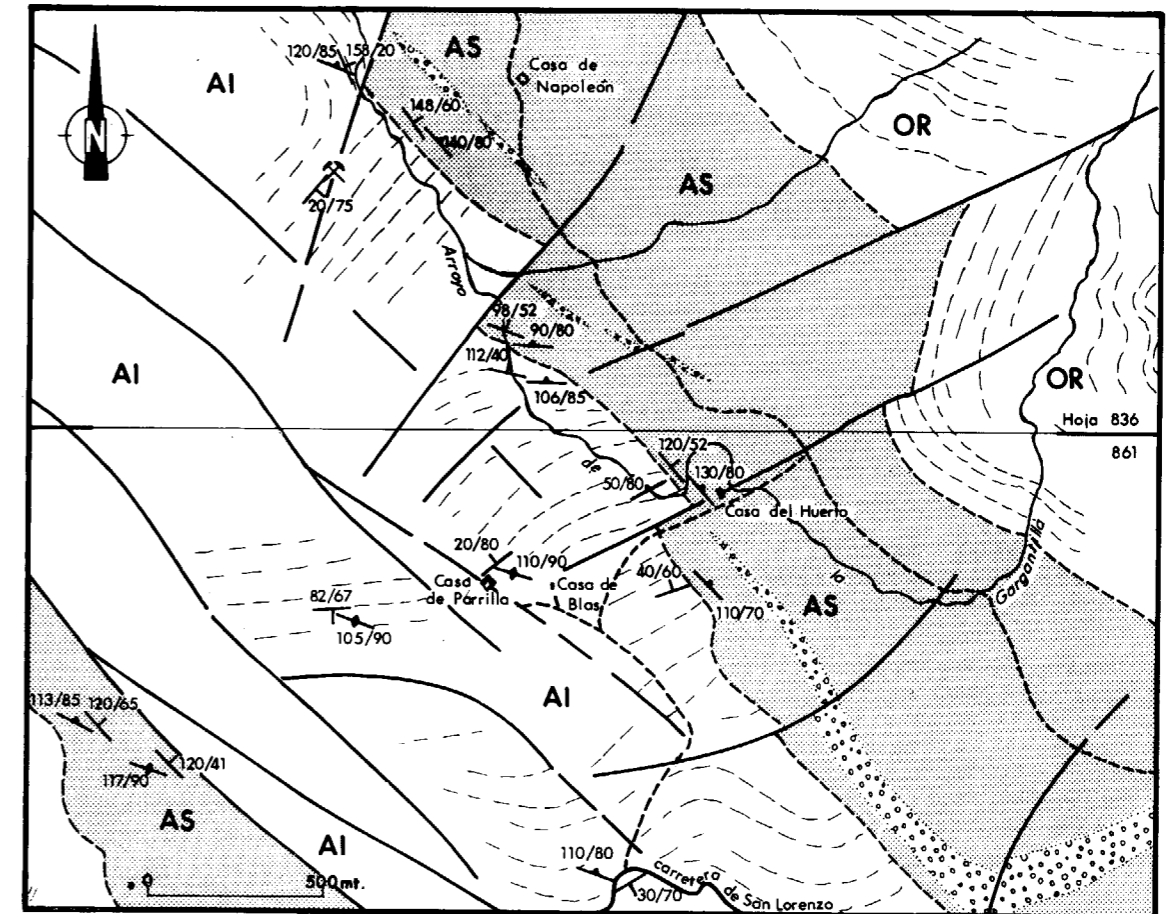 120/85
158/20
AS
Casa de
Napoleón
AI
148/60
140/80
OR
N
AS
20/75
Arroyo
98/52
90/80
112/40
AI
106/85
OR
Hoja 836
861
120/52
de
130/80
50/80
Casa del Huerto
20/80
110/90
la
Gargantilla
Casa
de Parrilla
Casa de
Blas
40/60
82/67
110/70
AS
105/90
113/85
120/65
AI
117/90
120/41
AS
AI
0
500mt.
110/80
carretera de San Lorenzo
30/70